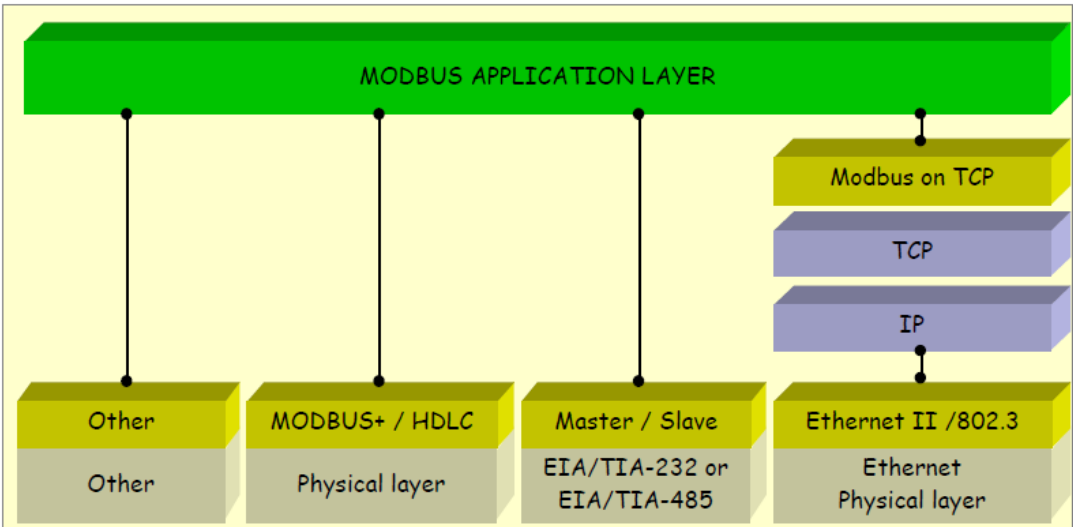 MODBUS APPLICATION LAYER
Modbus on TCP
TCP
IP
Other
MODBUS+ / HDLC
Master / Slave
Ethernet II /802.3
Other
Physical layer
EIA/TIA-232 or
EIA/TIA-485
Ethernet
Physical layer